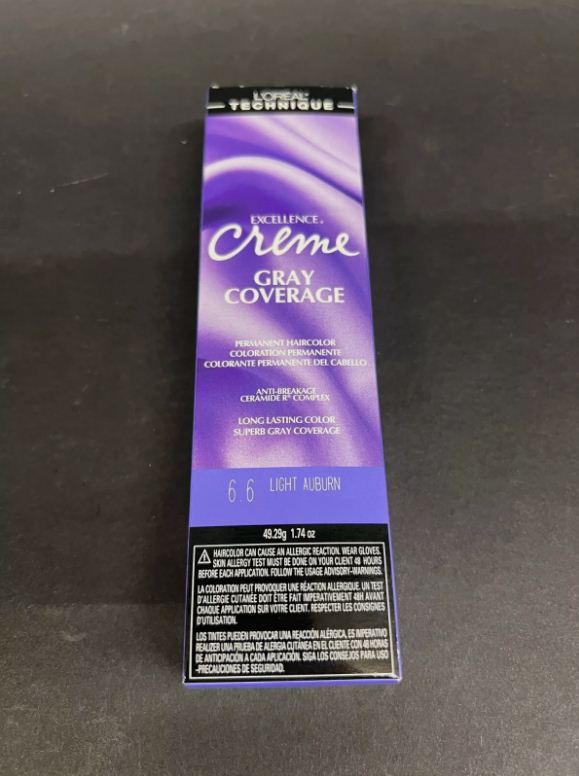 L'ORÉAL
TECHNIQUE
EXCELLENCE®
Crème
GRAY
COVERAGE
PERMANENT HAIRCOLOR
COLORATION PERMANENTE
COLORANTE PERMANENTE DEL CABELLO
ANTI-BREAKAGE
CERAMIDE R® COMPLEX
LONG LASTING COLOR
SUPERB GRAY COVERAGE
6.6 LIGHT AUBURN
49.29g 1.74 oz
HAIRCOLOR CAN CAUSE AN ALLERGIC REACTION. WEAR GLOVES.
SKIN ALLERGY TEST MUST BE DONE ON YOUR CLIENT 48 HOURS
BEFORE EACH APPLICATION. FOLLOW THE USAGE ADVISORY-WARNINGS.
LA COLORATION PEUT PROVOQUER UNE RÉACTION ALLERGIQUE. UN TEST
D'ALLERGIE CUTANÉE DOIT ÊTRE FAIT IMPÉRATIVEMENT 48H AVANT
CHAQUE APPLICATION SUR VOTRE CLIENT. RESPECTER LES CONSIGNES
D'UTILISATION.
LOS TINTES PUEDEN PROVOCAR UNA REACCIÓN ALÉRGICA, ES IMPERATIVO
REALIZER UNA PRUEBA DE ALERGIA CUTÁNEA EN EL CLIENTE CON 48 HORAS
DE ANTICIPACIÓN A CADA APLICACIÓN. SIGA LOS CONSEJOS PARA USO
-PRECAUCIONES DE SEGURIDAD.